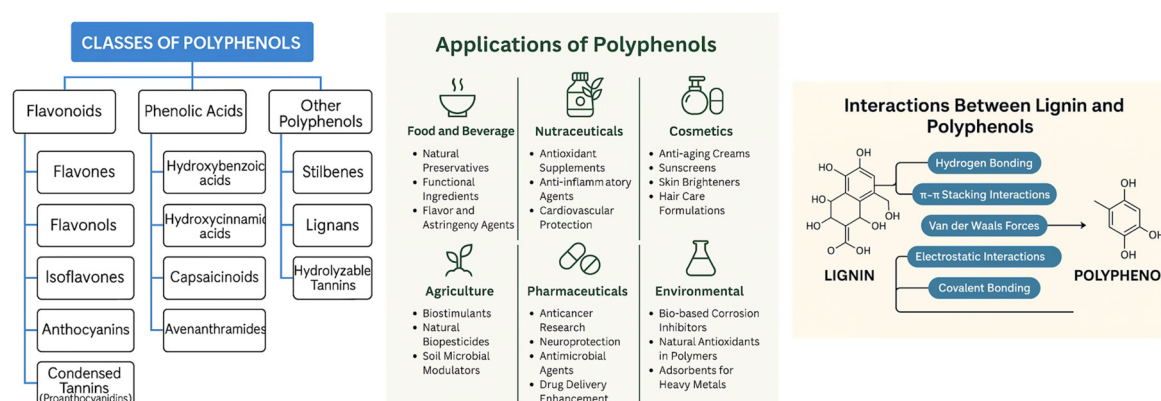 CLASSES OF POLYPHENOLS
Flavonoids
Flavones
Flavonols
Isoflavones
Anthocyanins
Condensed
Tannins
(Proanthocyanidins)
Phenolic Acids
Hydroxybenzoic
acids
Hydroxycinnamic
acids
Capsaicinoids
Avenanthramides
Other
Polyphenols
Stilbenes
Lignans
Hydrolyzable
Tannins
Applications of Polyphenols
Food and Beverage
• Natural
Preservatives
• Functional
Ingredients
• Flavor and
Astringency Agents
Nutraceuticals
• Antioxidant
Supplements
• Anti-inflammatory
Agents
• Cardiovascular
Protection
Cosmetics
• Anti-aging Creams
• Sunscreens
• Skin Brighteners
• Hair Care
Formulations
Agriculture
• Biostimulants
• Natural
Biopesticides
• Soil Microbial
Modulators
Pharmaceuticals
• Anticancer
Research
• Neuroprotection
• Antimicrobial
Agents
• Drug Delivery
Enhancement
Environmental
• Bio-based Corrosion
Inhibitors
• Natural Antioxidants
in Polymers
• Adsorbents for
Heavy Metals
Interactions Between Lignin and
Polyphenols
OH
HO
HO
HO
OH
OH
O
OH
LIGNIN
Hydrogen Bonding
π–π Stacking Interactions
Van der Waals Forces
Electrostatic Interactions
Covalent Bonding
OH
OH
OH
POLYPHENO